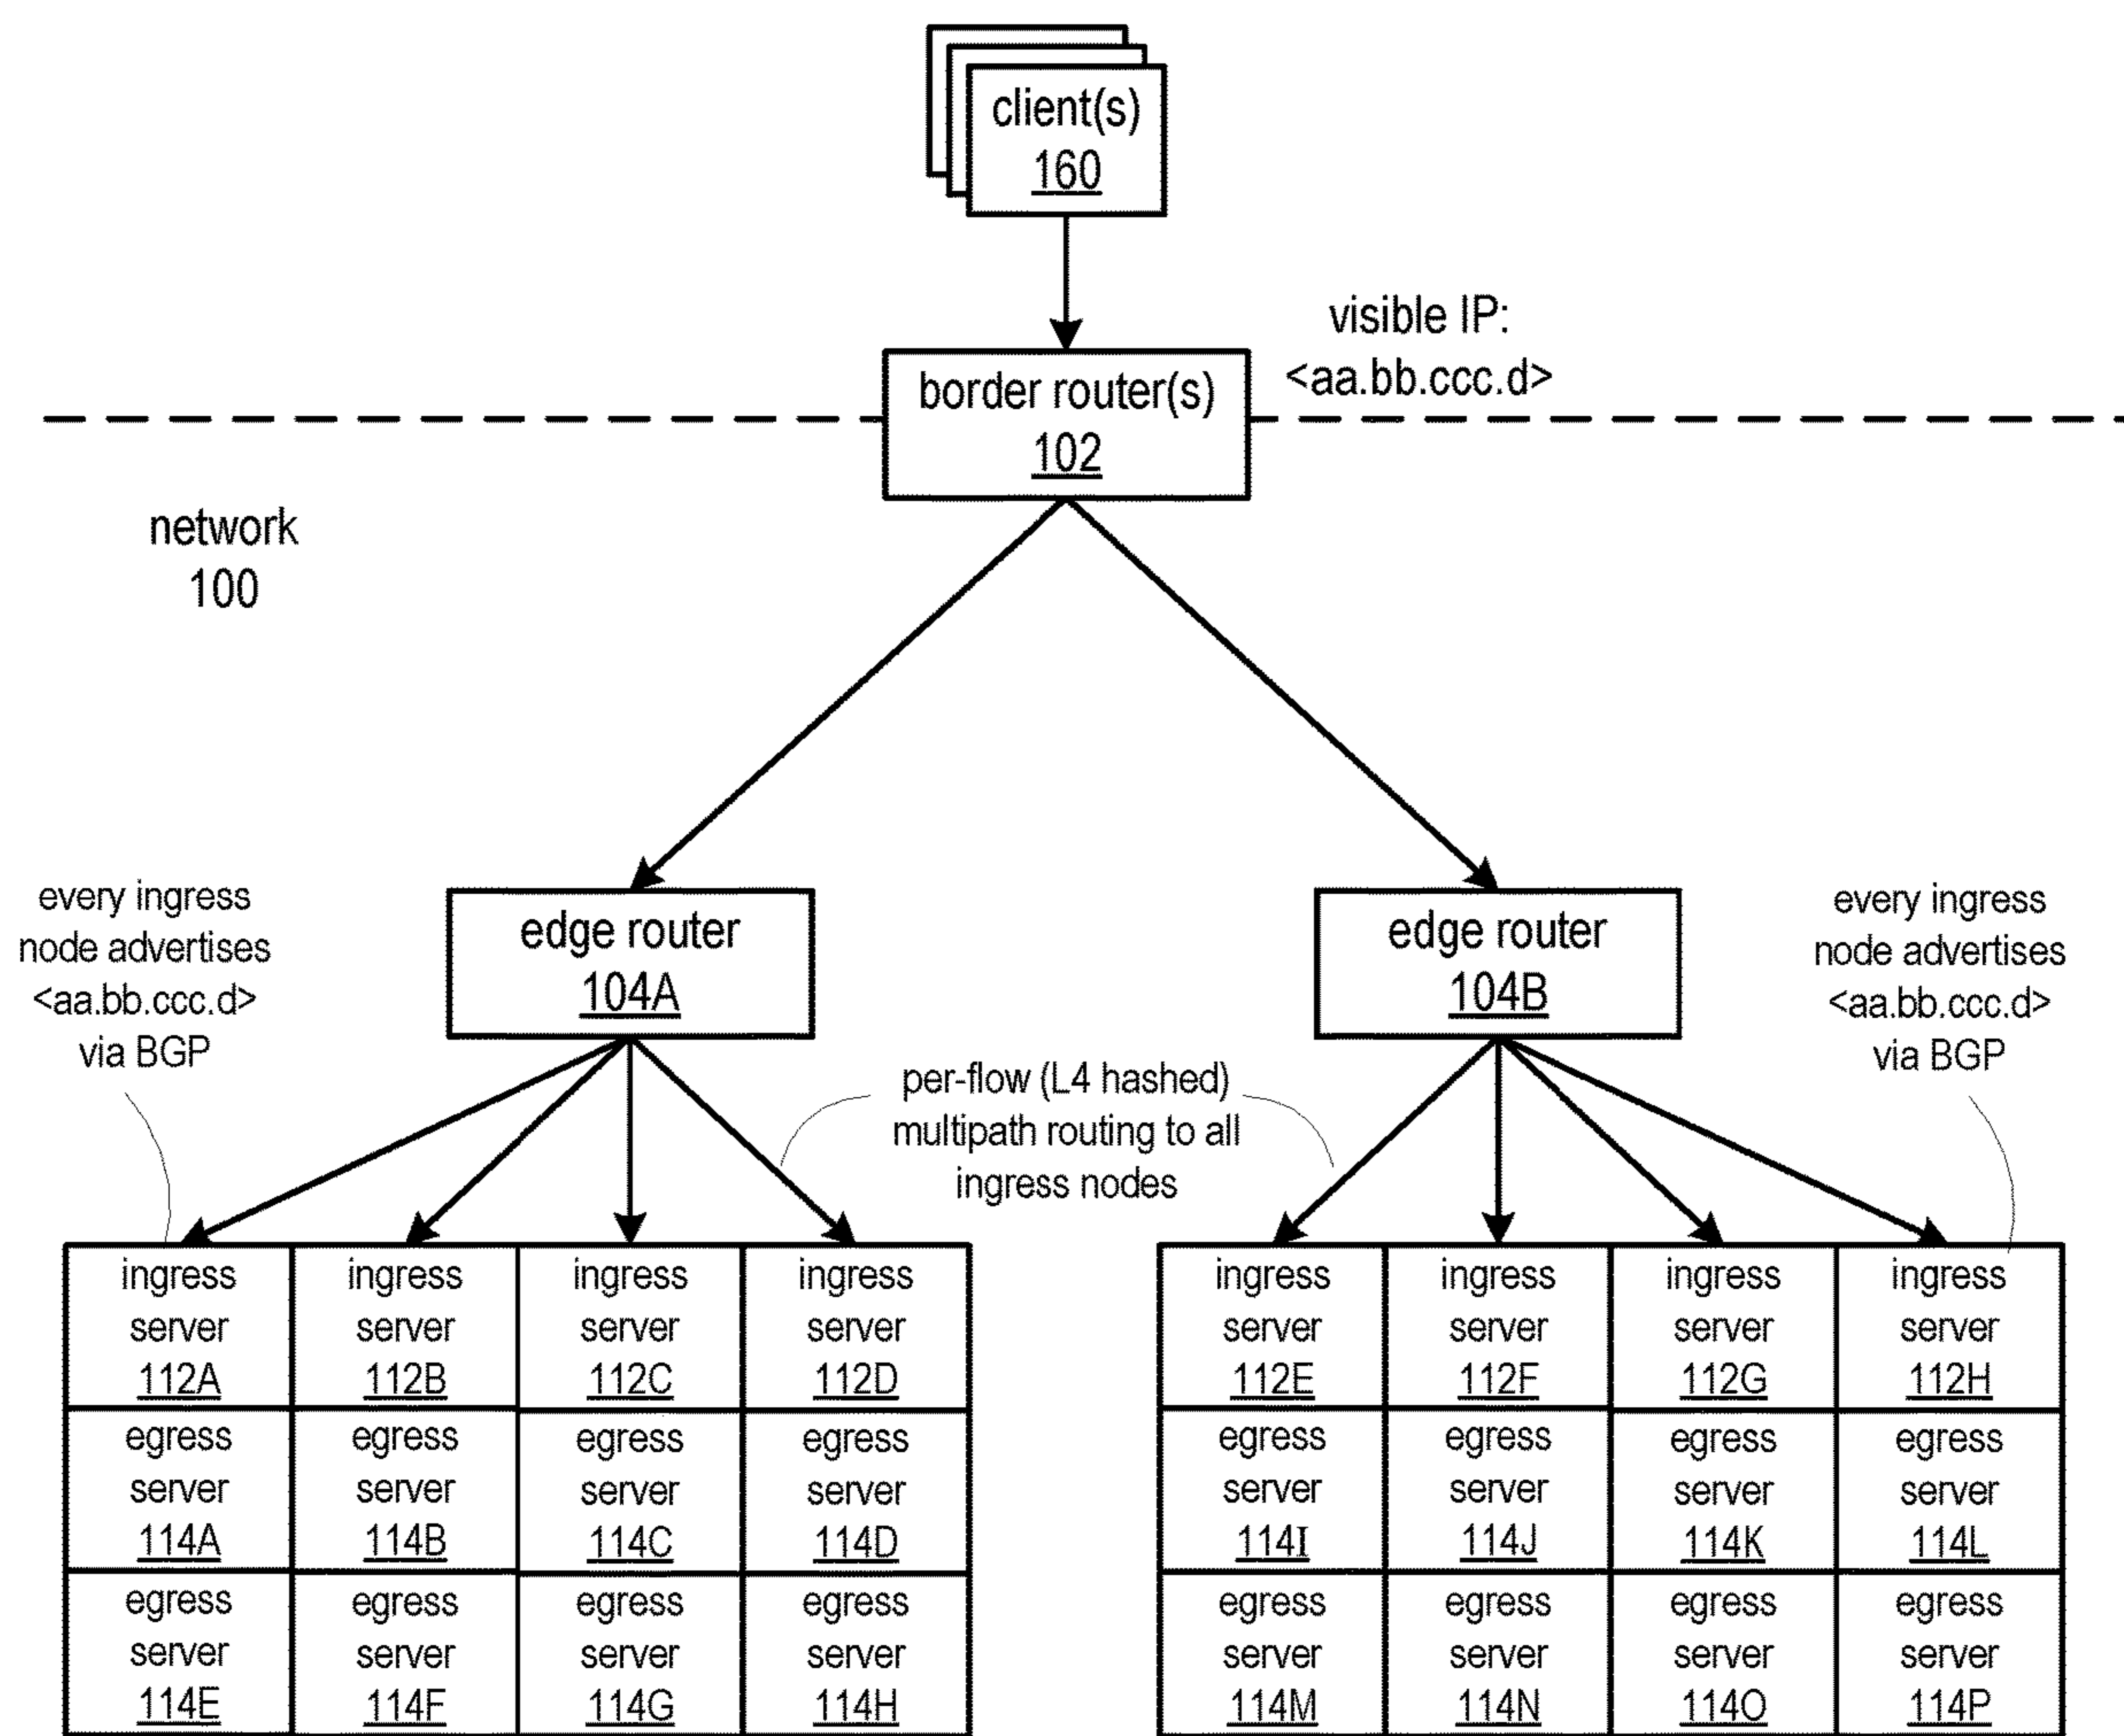 client(s)
160
visible IP:
<aa.bb.ccc.d>
border router(s)
102
network
100
every ingress
node advertises
<aa.bb.ccc.d>
via BGP
edge router
104A
edge router
104B
every ingress
node advertises
<aa.bb.ccc.d>
via BGP
per-flow (L4 hashed)
multipath routing to all
ingress nodes
ingress
server
112A
ingress
server
112B
ingress
server
112C
ingress
server
112D
ingress
server
112E
ingress
server
112F
ingress
server
112G
ingress
server
112H
egress
server
114A
egress
server
114B
egress
server
114C
egress
server
114D
egress
server
114I
egress
server
114J
egress
server
114K
egress
server
114L
egress
server
114E
egress
server
114F
egress
server
114G
egress
server
114H
egress
server
114M
egress
server
114N
egress
server
114O
egress
server
114P